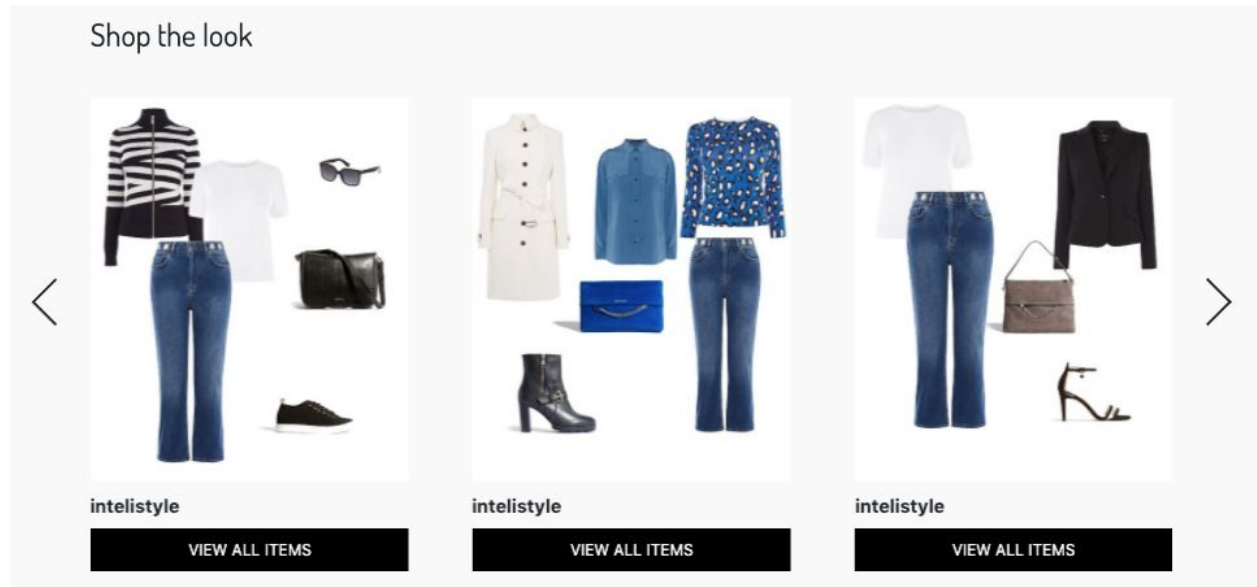 Shop the look
intelistyle
VIEW ALL ITEMS
intelistyle
VIEW ALL ITEMS
intelistyle
VIEW ALL ITEMS